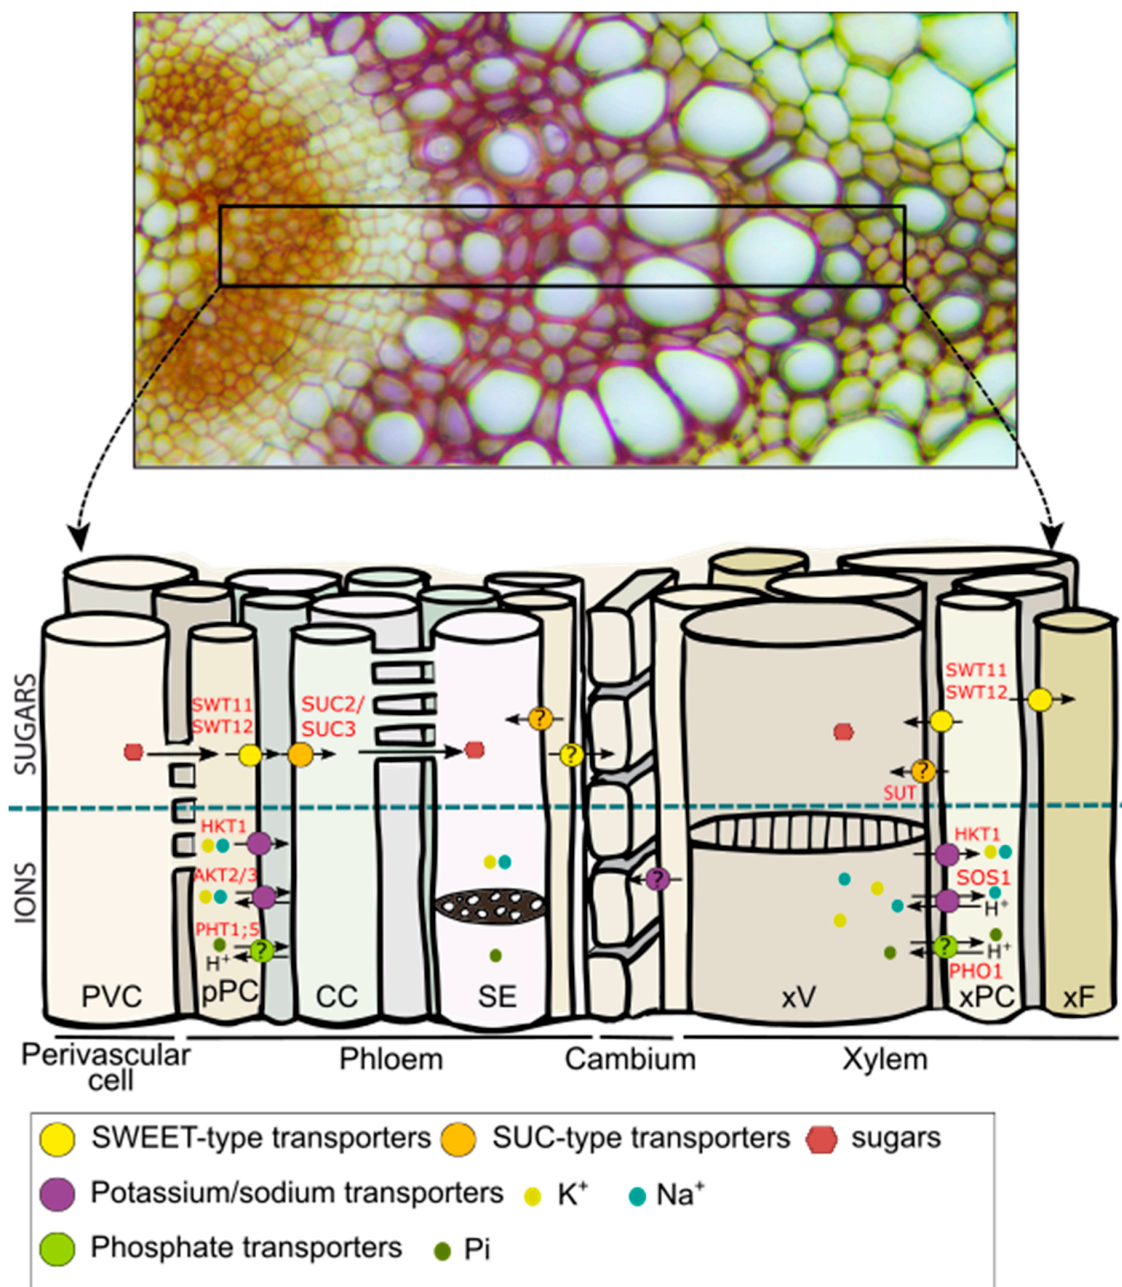 SUGARS
IONS
SWT11
SWT12
SUC2/
SUC3
?
?
SWT11
SWT12
?
SUT
HKT1
AKT2/3
PHT1;5
?
H⁺
?
HKT1
SOS1
H⁺
?
H⁺
PHO1
PVC
pPC
CC
SE
xV
xPC
xF
Perivascular
cell
Phloem
Cambium
Xylem
SWEET-type transporters
SUC-type transporters
sugars
Potassium/sodium transporters
K⁺
Na⁺
Phosphate transporters
Pi